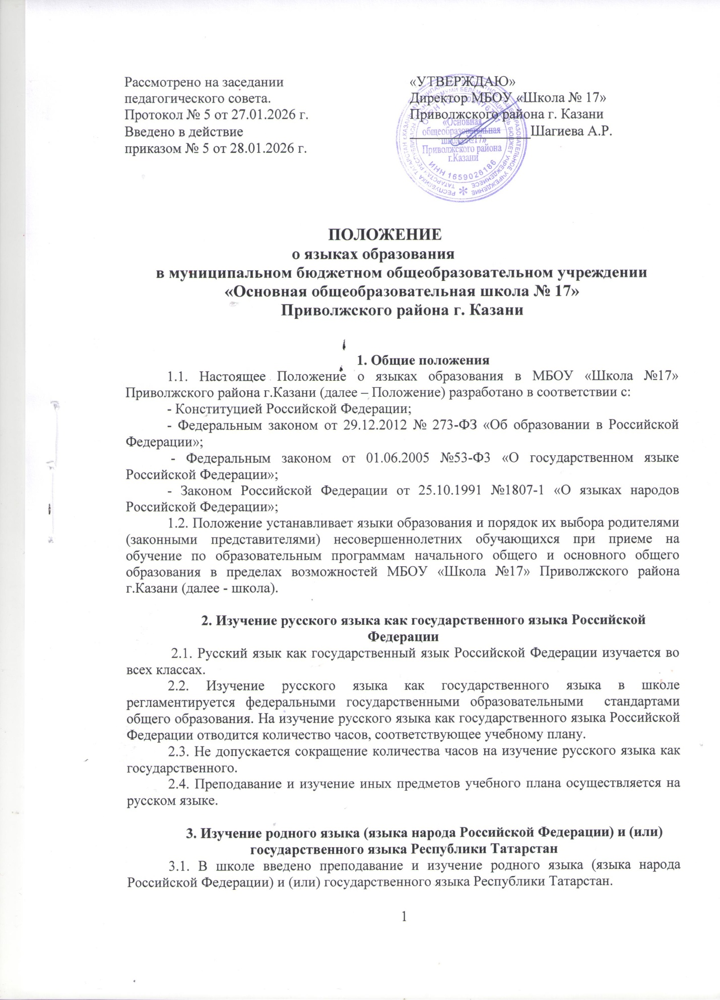 Рассмотрено на заседании
педагогического совета.
Протокол № 5 от 27.01.2026 г.
Введено в действие
приказом № 5 от 28.01.2026 г.
«УТВЕРЖДАЮ»
Директор МБОУ «Школа № 17»
Приволжского района г. Казани
Шагиева А.Р.
«Основная
общеобразовательная
школа №17»
Приволжского района
г.Казани
ИНН 1659026186
ПОЛОЖЕНИЕ
о языках образования
в муниципальном бюджетном общеобразовательном учреждении
«Основная общеобразовательная школа № 17»
Приволжского района г. Казани
1. Общие положения
1.1. Настоящее Положение о языках образования в МБОУ «Школа №17»
Приволжского района г.Казани (далее – Положение) разработано в соответствии с:
- Конституцией Российской Федерации;
- Федеральным законом от 29.12.2012 № 273-ФЗ «Об образовании в Российской
Федерации»;
- Федеральным законом от 01.06.2005 №53-ФЗ «О государственном языке
Российской Федерации»;
- Законом Российской Федерации от 25.10.1991 №1807-1 «О языках народов
Российской Федерации»;
1.2. Положение устанавливает языки образования и порядок их выбора родителями
(законными представителями) несовершеннолетних обучающихся при приеме на
обучение по образовательным программам начального общего и основного общего
образования в пределах возможностей МБОУ «Школа №17» Приволжского района
г.Казани (далее - школа).
2. Изучение русского языка как государственного языка Российской
Федерации
2.1. Русский язык как государственный язык Российской Федерации изучается во
всех классах.
2.2. Изучение русского языка как государственного языка в школе
регламентируется федеральными государственными образовательными стандартами
общего образования. На изучение русского языка как государственного языка Российской
Федерации отводится количество часов, соответствующее учебному плану.
2.3. Не допускается сокращение количества часов на изучение русского языка как
государственного.
2.4. Преподавание и изучение иных предметов учебного плана осуществляется на
русском языке.
3. Изучение родного языка (языка народа Российской Федерации) и (или)
государственного языка Республики Татарстан
3.1. В школе введено преподавание и изучение родного языка (языка народа
Российской Федерации) и (или) государственного языка Республики Татарстан.
1